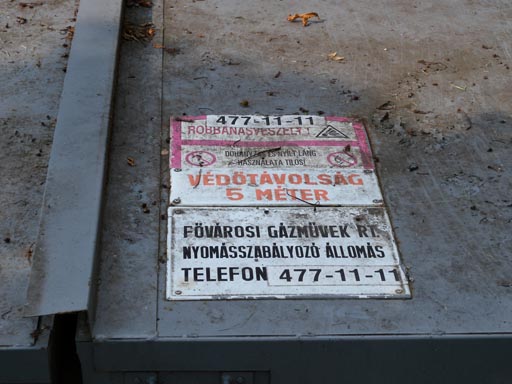 477-11-11
ROBBANÁSVESZÉLY!
DOHÁNYZÁS ÉS NYÍLT LÁNG
HASZNÁLATA TILOS!
VÉDŐTÁVOLSÁG
5 MÉTER
FŐVÁROSI GÁZMŰVEK RT.
NYOMÁSSZABÁLYOZÓ ÁLLOMÁS
TELEFON 477-11-11